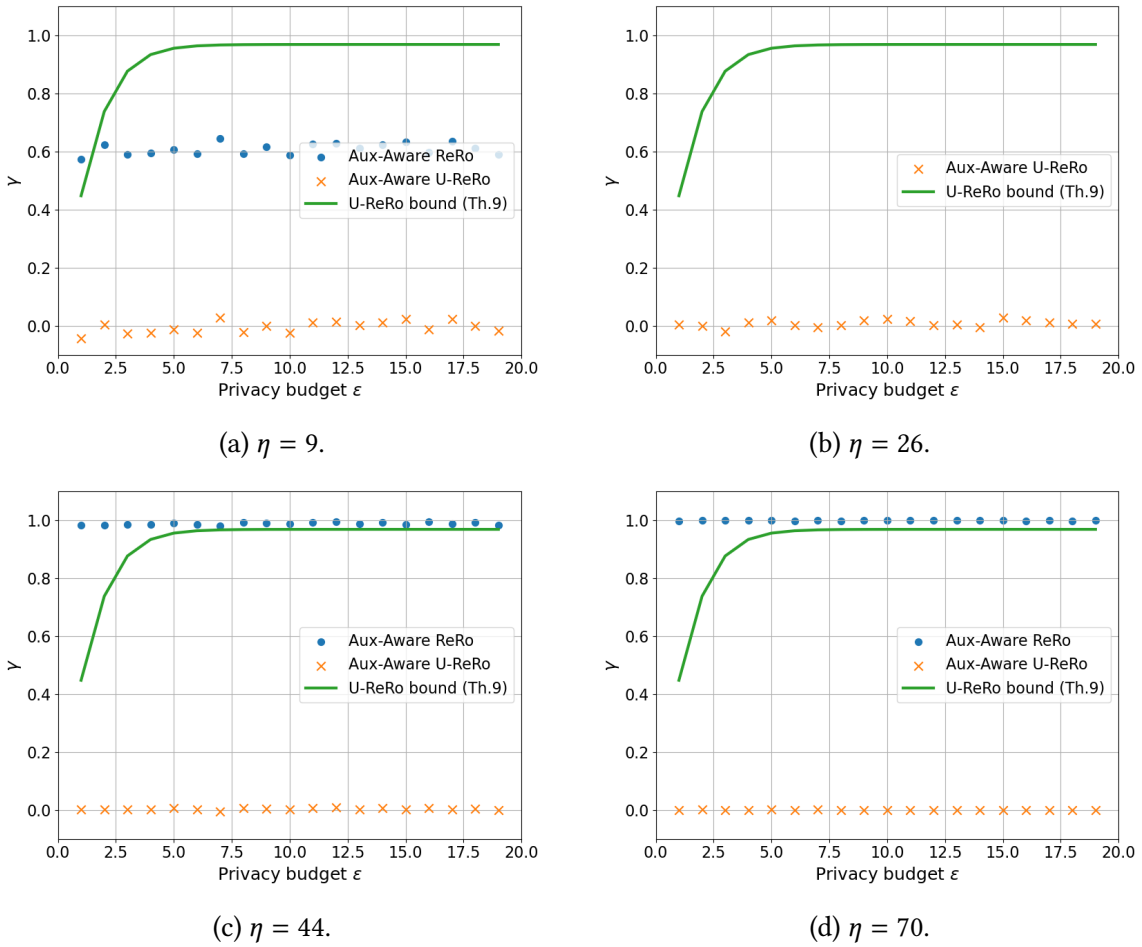 1.0
0.8
0.6
0.4
0.2
0.0
γ
Aux-Aware ReRo
Aux-Aware U-ReRo
U-ReRo bound (Th.9)
0.0 2.5 5.0 7.5 10.0 12.5 15.0 17.5 20.0
Privacy budget ε
(a) η = 9.
1.0
0.8
0.6
0.4
0.2
0.0
γ
Aux-Aware U-ReRo
U-ReRo bound (Th.9)
0.0 2.5 5.0 7.5 10.0 12.5 15.0 17.5 20.0
Privacy budget ε
(b) η = 26.
1.0
0.8
0.6
0.4
0.2
0.0
γ
Aux-Aware ReRo
Aux-Aware U-ReRo
U-ReRo bound (Th.9)
0.0 2.5 5.0 7.5 10.0 12.5 15.0 17.5 20.0
Privacy budget ε
(c) η = 44.
1.0
0.8
0.6
0.4
0.2
0.0
γ
Aux-Aware ReRo
Aux-Aware U-ReRo
U-ReRo bound (Th.9)
0.0 2.5 5.0 7.5 10.0 12.5 15.0 17.5 20.0
Privacy budget ε
(d) η = 70.